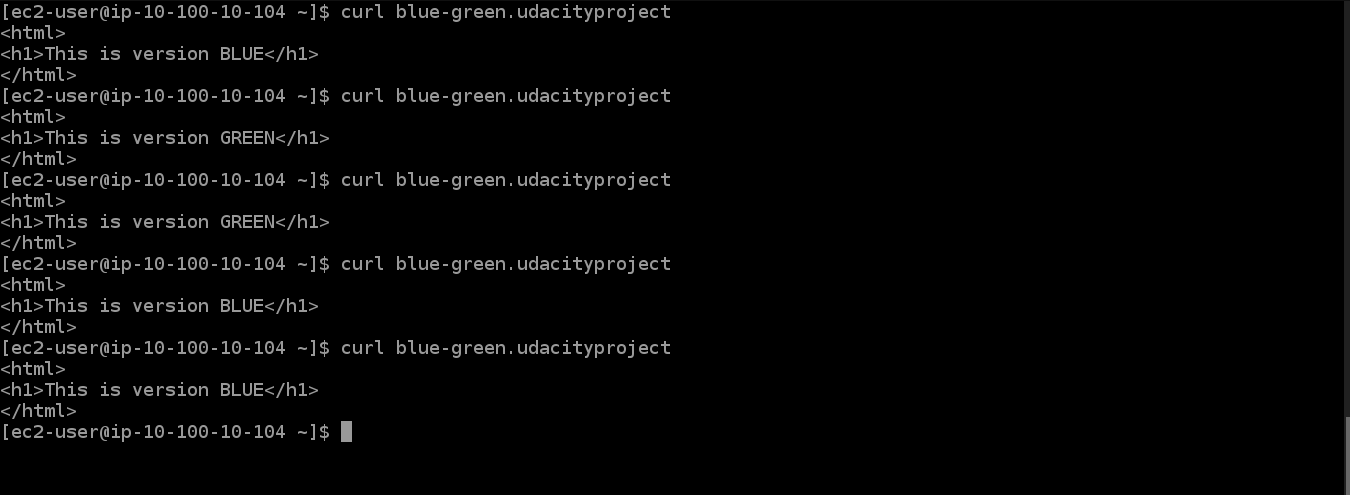 [ec2-user@ip-10-100-10-104 ~]$ curl blue-green.udacityproject
<html>
<h1>This is version BLUE</h1>
</html>
[ec2-user@ip-10-100-10-104 ~]$ curl blue-green.udacityproject
<html>
<h1>This is version GREEN</h1>
</html>
[ec2-user@ip-10-100-10-104 ~]$ curl blue-green.udacityproject
<html>
<h1>This is version GREEN</h1>
</html>
[ec2-user@ip-10-100-10-104 ~]$ curl blue-green.udacityproject
<html>
<h1>This is version BLUE</h1>
</html>
[ec2-user@ip-10-100-10-104 ~]$ curl blue-green.udacityproject
<html>
<h1>This is version BLUE</h1>
</html>
[ec2-user@ip-10-100-10-104 ~]$